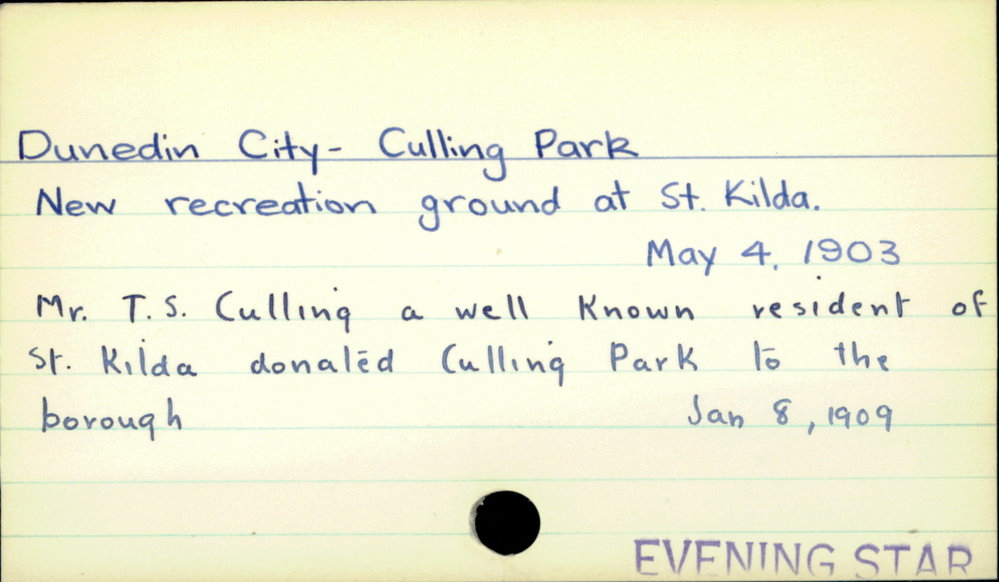 Dunedin City - Culling Park
New recreation ground at St. Kilda.
May 4, 1903
Mr. T.S. Culling a well known resident of
St. Kilda donated Culling Park to the
borough Jan 8, 1909
EVENING STAR